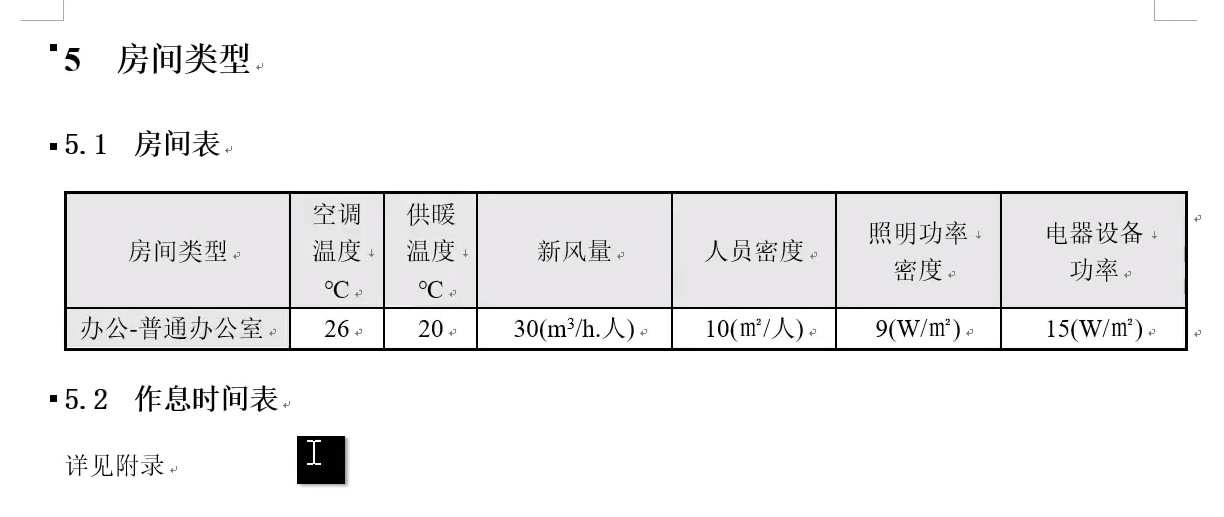 5 房间类型
5.1 房间表
房间类型 空调温度℃ 供暖温度℃ 新风量 人员密度 照明功率密度 电器设备功率
办公-普通办公室 26 20 30(m³/h.人) 10(㎡/人) 9(W/㎡) 15(W/㎡)
5.2 作息时间表
详见附录